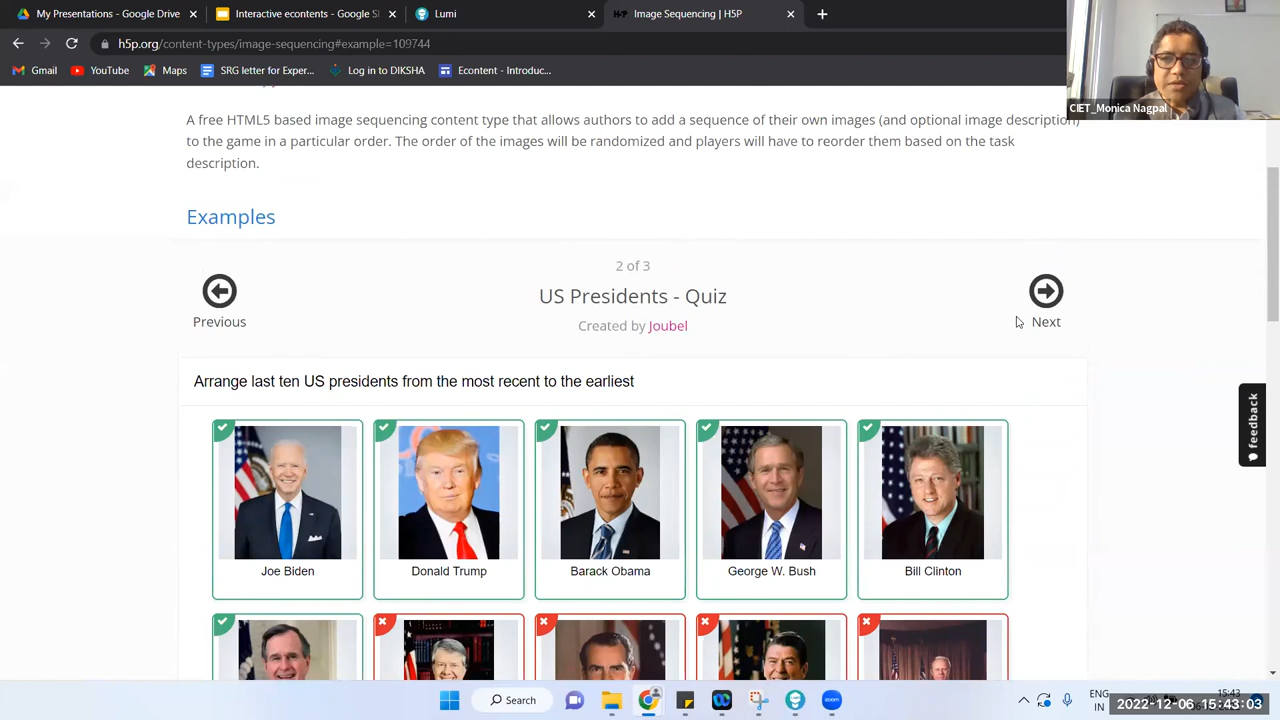 My Presentations - Google Drive
Interactive econtents - Google Sl
Lumi
H5P
Image Sequencing | H5P
h5p.org/content-types/image-sequencing#example=109744
Gmail
YouTube
Maps
SRG letter for Exper...
Log in to DIKSHA
Econtent - Introduc...
CIET_Monica Nagpal
A free HTML5 based image sequencing content type that allows authors to add a sequence of their own images (and optional image description)
to the game in a particular order. The order of the images will be randomized and players will have to reorder them based on the task
description.
Examples
2 of 3
Previous
US Presidents - Quiz
Next
Created by Joubel
feedback
Arrange last ten US presidents from the most recent to the earliest
Joe Biden
Donald Trump
Barack Obama
George W. Bush
Bill Clinton
Search
ENG
IN
15:43
2022-12-06 15:43:03